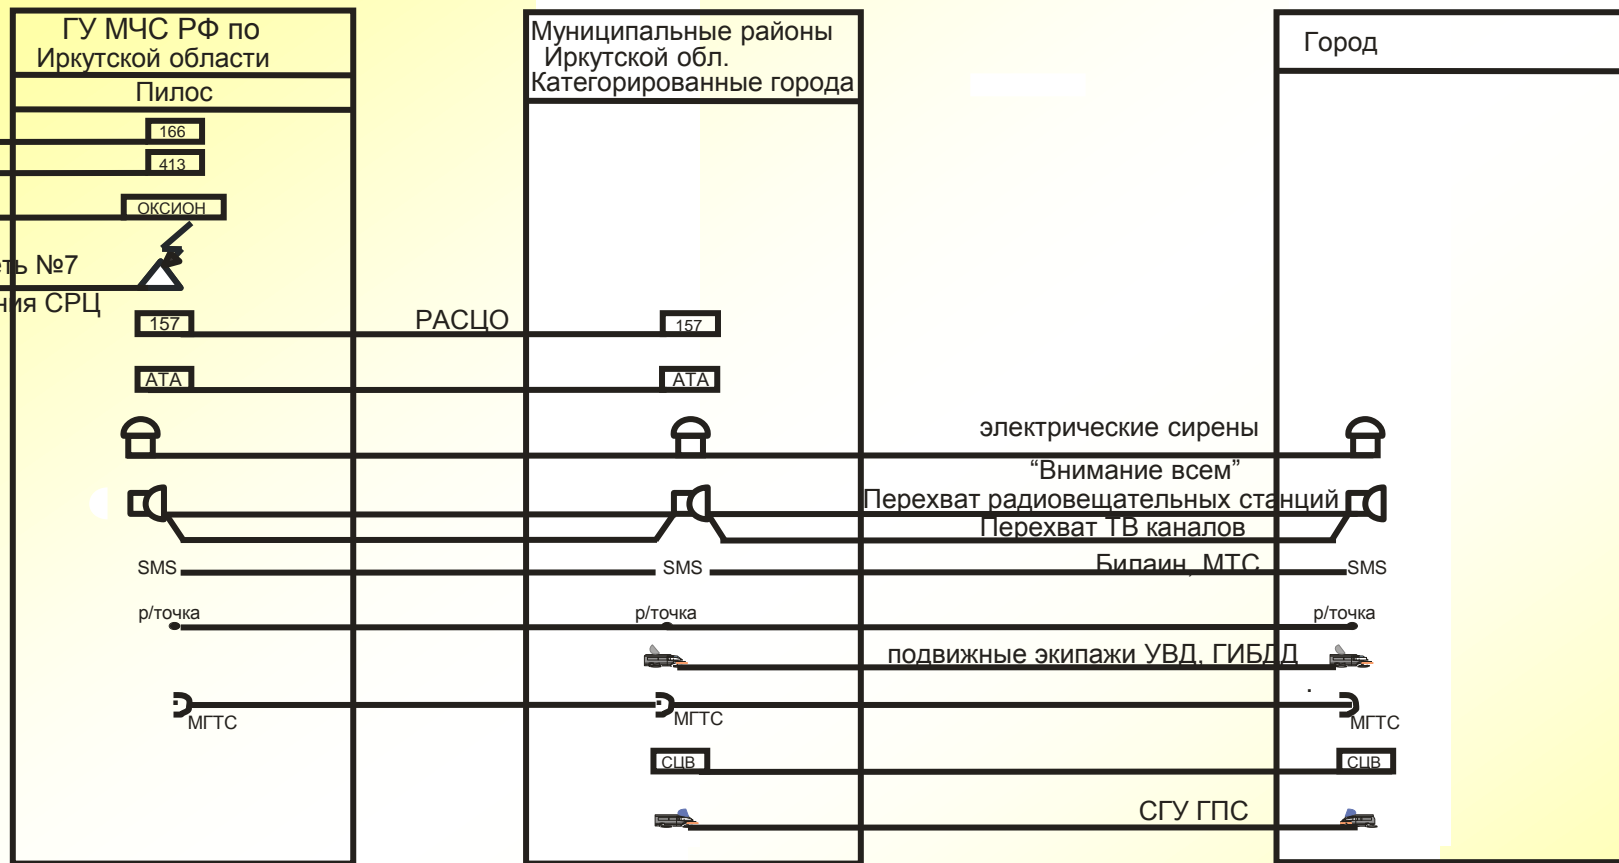 ГУ МЧС РФ по
Иркутской области
Пилос
166
413
ОКСИОН
№7
СРЦ
157
АТА
SMS
р/точка
МГТС
РАСЦО
Муниципальные районы
Иркутской обл.
Категорированные города
157
АТА
SMS
р/точка
МГТС
СЦВ
электрические сирены
“Внимание всем”
Перехват радиовещательных станций
Перехват ТВ каналов
Билаин, МТС
подвижные экипажи УВД, ГИБДД
.
СГУ ГПС
Город
SMS
р/точка
МГТС
СЦВ